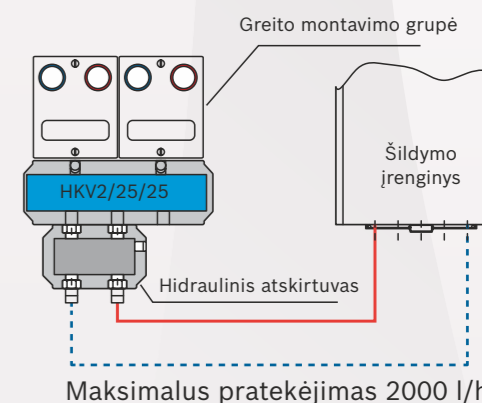 Greito montavimo grupė
Šildymo
įrenginys
HKV2/25/25
Hidraulinis atskirtuvas
Maksimalus pratekėjimas 2000 l/h